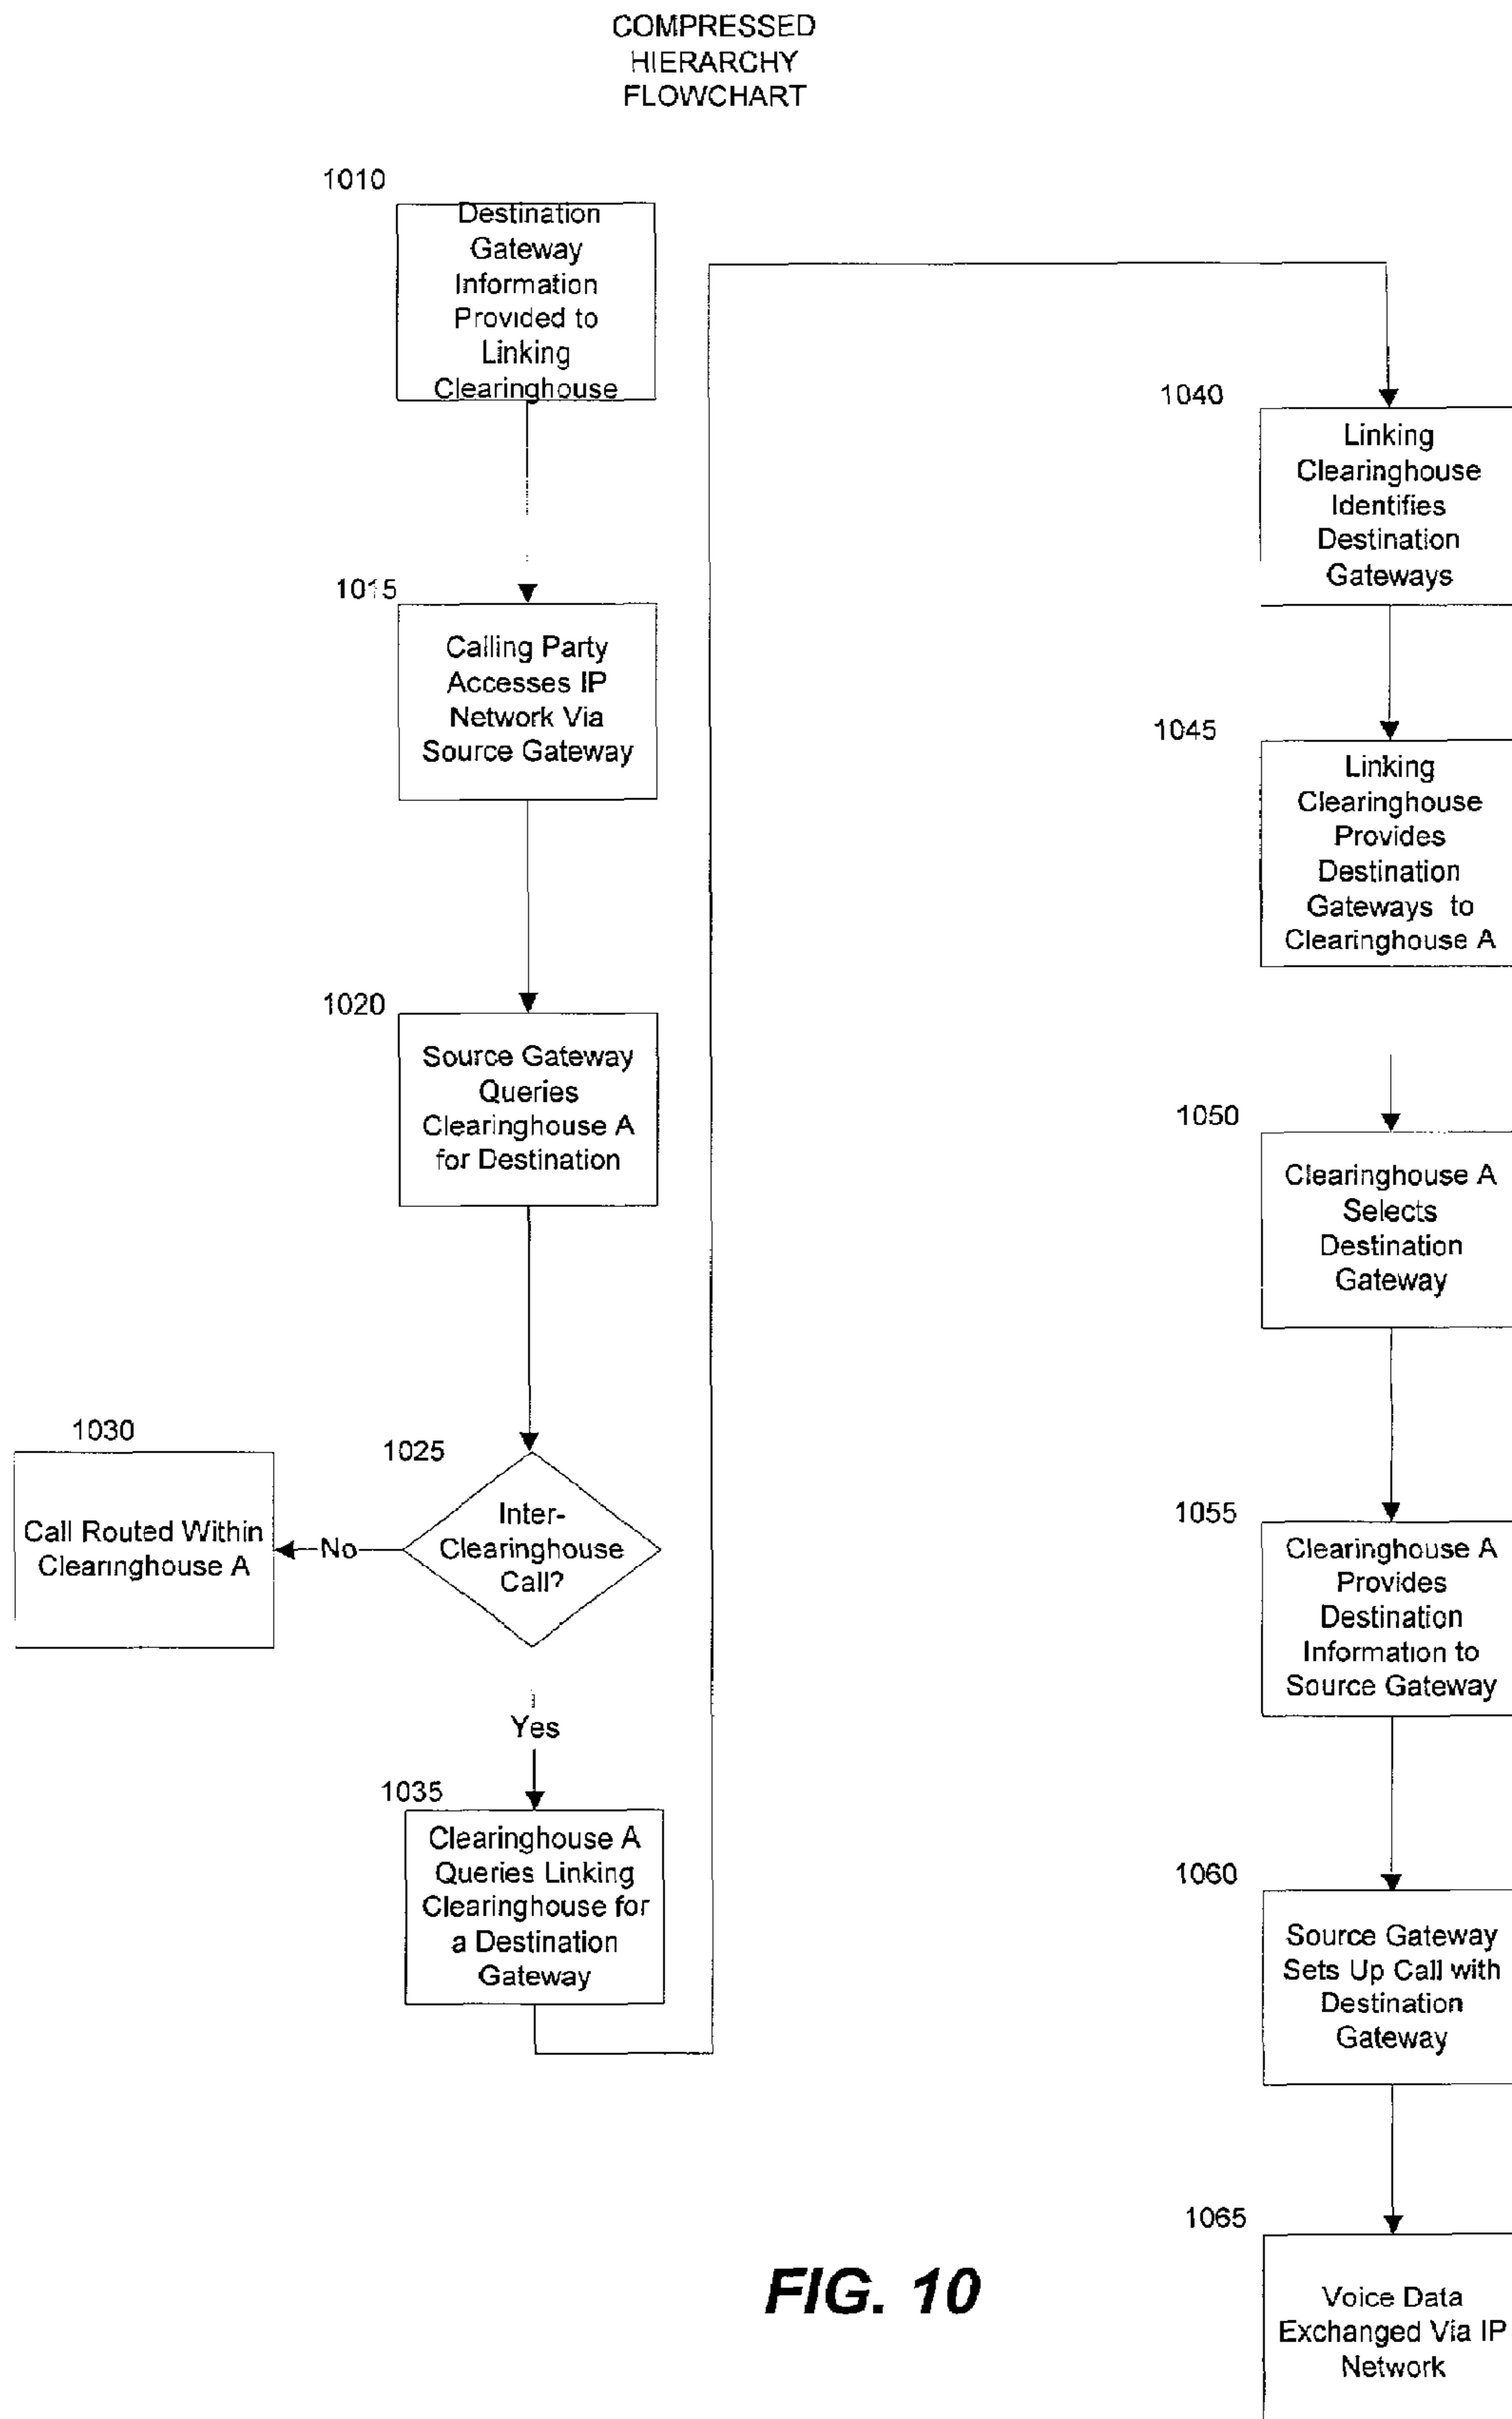 COMPRESSED
HIERARCHY
FLOWCHART
1010
Destination
Gateway
Information
Provided to
Linking
Clearinghouse
1015
Calling Party
Accesses IP
Network Via
Source Gateway
1020
Source Gateway
Queries
Clearinghouse A
for Destination
1025
Inter-
Clearinghouse
Call?
No
1030
Call Routed Within
Clearinghouse A
Yes
1035
Clearinghouse A
Queries Linking
Clearinghouse for
a Destination
Gateway
1040
Linking
Clearinghouse
Identifies
Destination
Gateways
1045
Linking
Clearinghouse
Provides
Destination
Gateways to
Clearinghouse A
1050
Clearinghouse A
Selects
Destination
Gateway
1055
Clearinghouse A
Provides
Destination
Information to
Source Gateway
1060
Source Gateway
Sets Up Call with
Destination
Gateway
1065
Voice Data
Exchanged Via IP
Network
FIG. 10